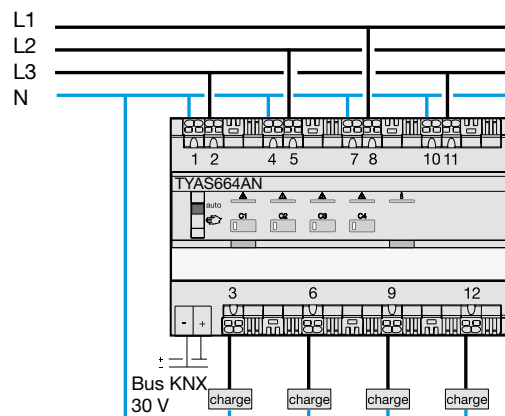 L1
L2
L3
N
1 2 4 5 7 8 10 11
TYAS664AN
auto
C1 C2 C3 C4
3 6 9 12
- +
+
-
Bus KNX
30 V
charge charge charge charge